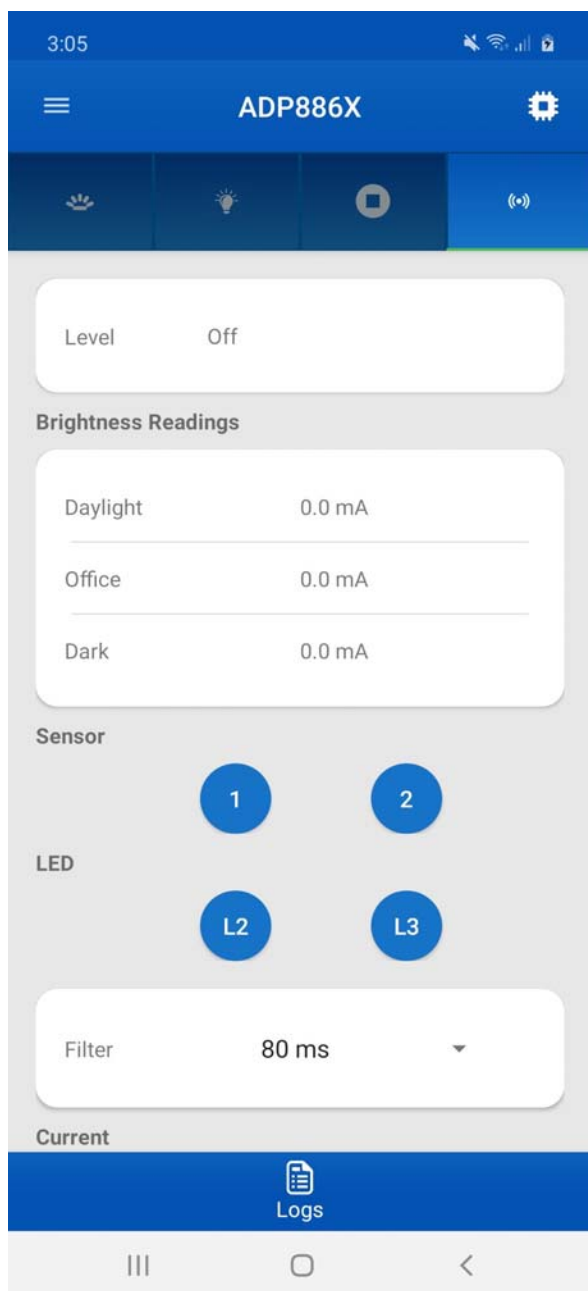 3:05
ADP886X
Level Off
Brightness Readings
Daylight 0.0 mA
Office 0.0 mA
Dark 0.0 mA
Sensor
1 2
LED
L2 L3
Filter 80 ms
Current
Logs